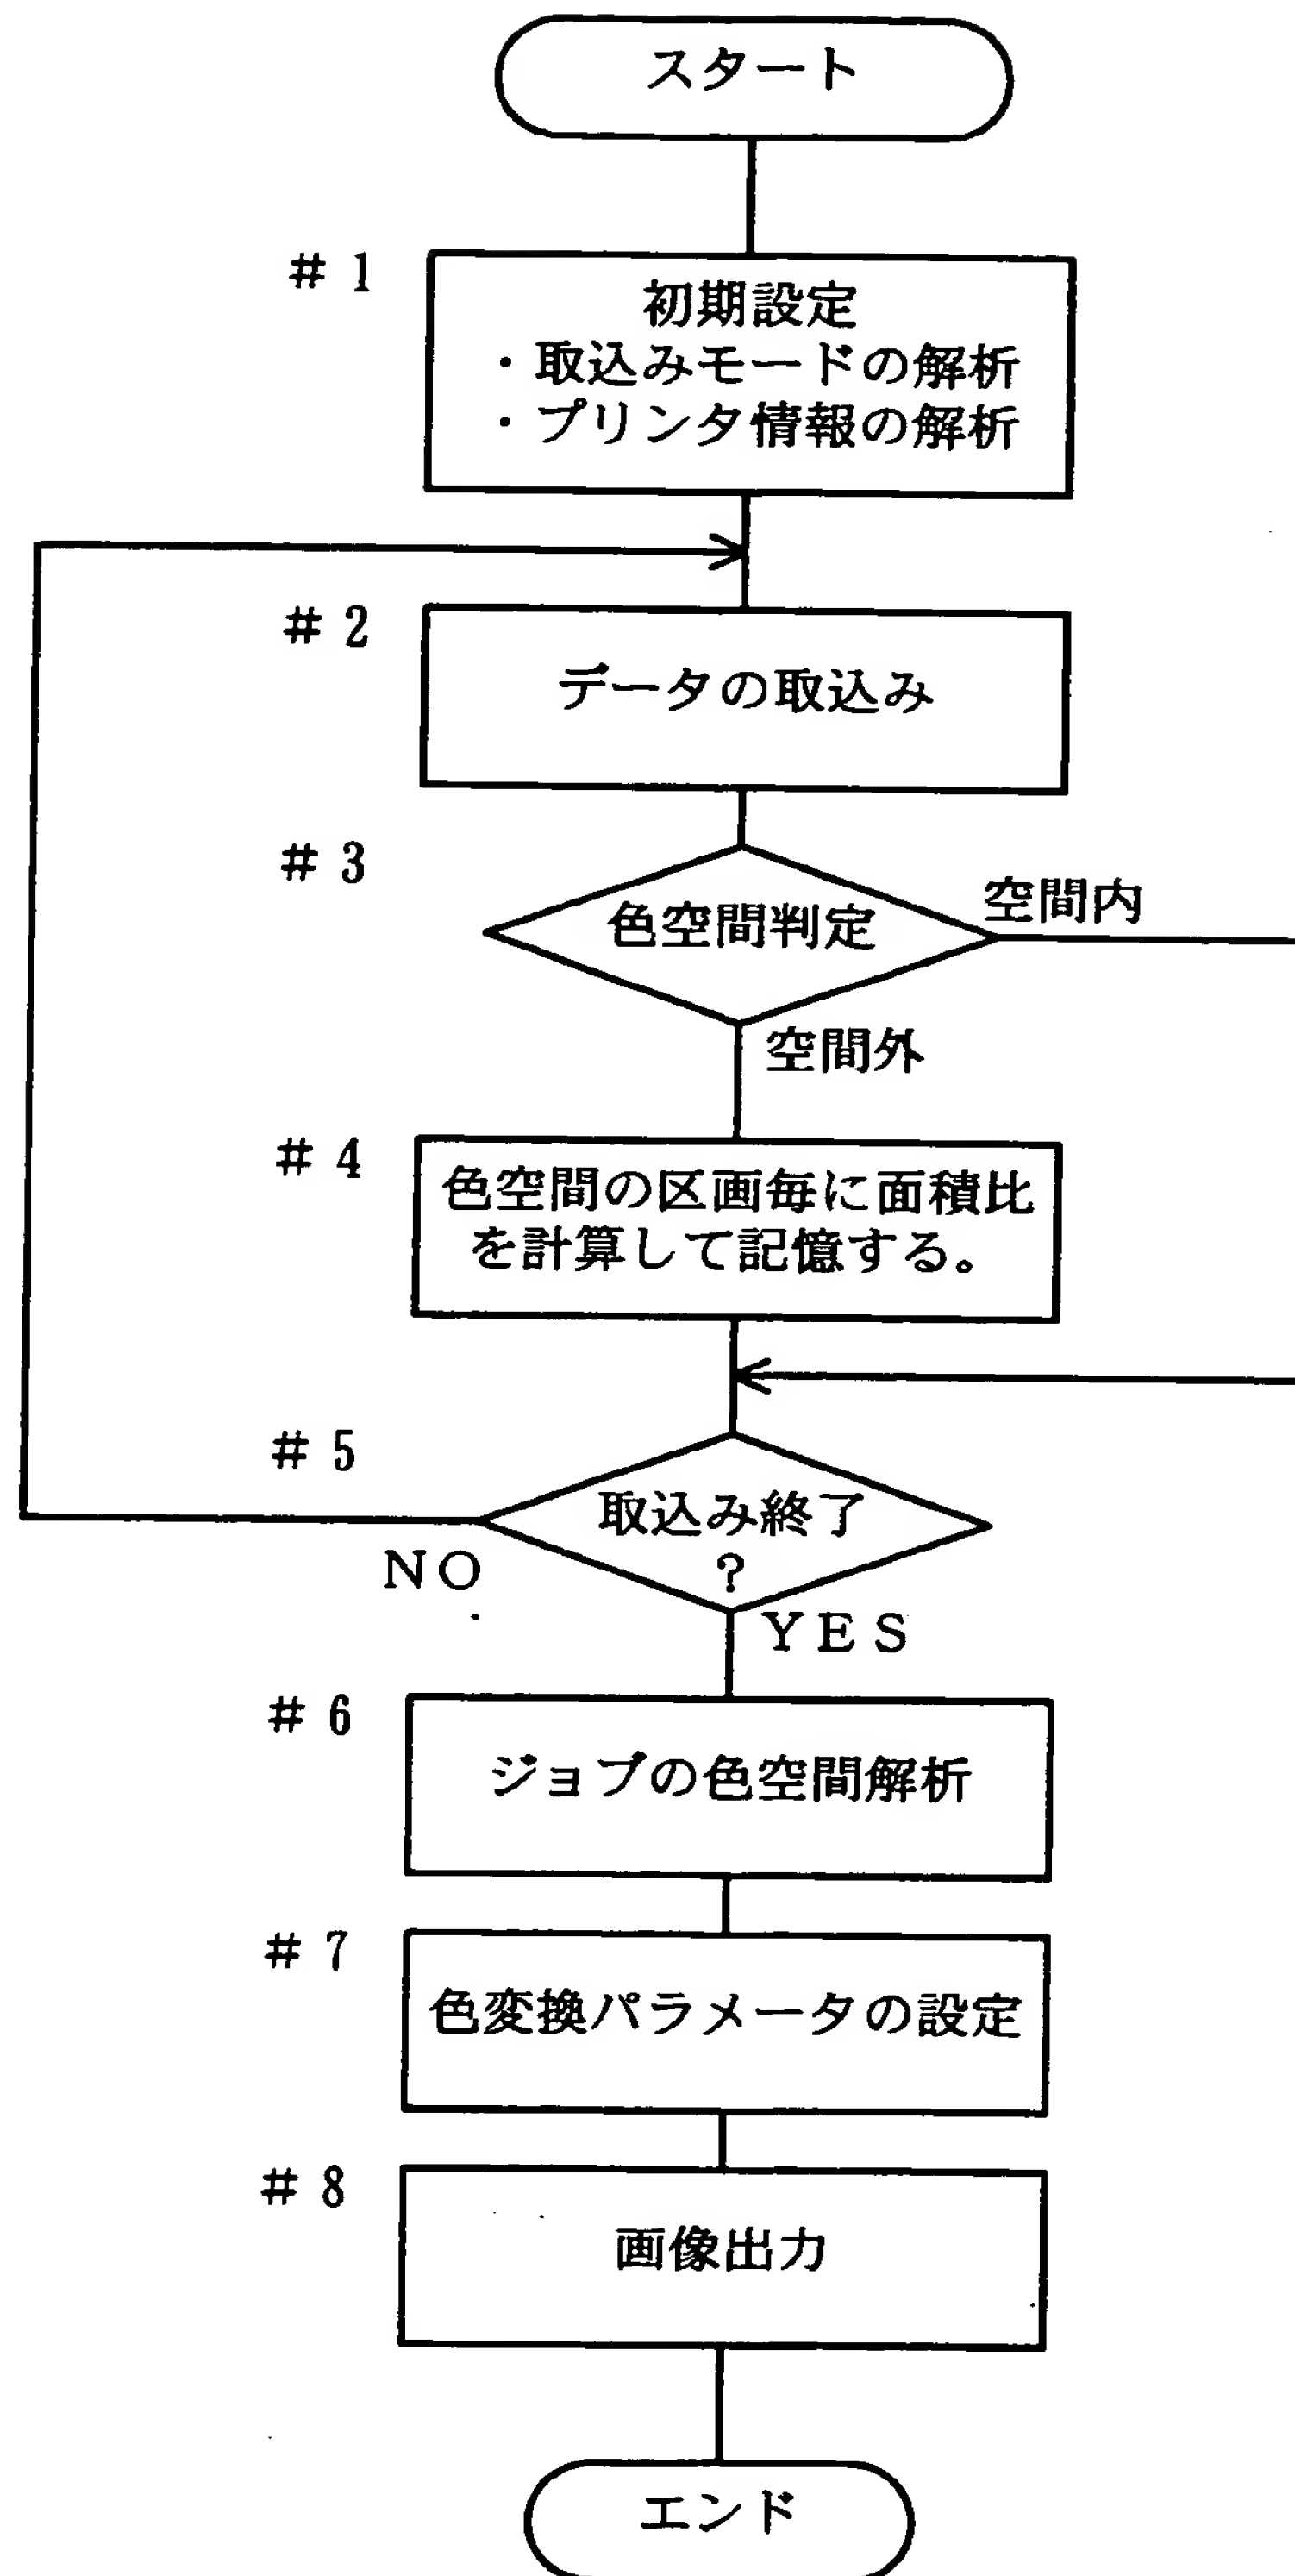 スタート
# 1
初期設定
・取込みモードの解析
・プリンタ情報の解析
# 2
データの取込み
# 3
色空間判定
空間内
空間外
# 4
色空間の区画毎に面積比
を計算して記憶する。
# 5
取込み終了
?
NO
YES
# 6
ジョブの色空間解析
# 7
色変換パラメータの設定
# 8
画像出力
エンド